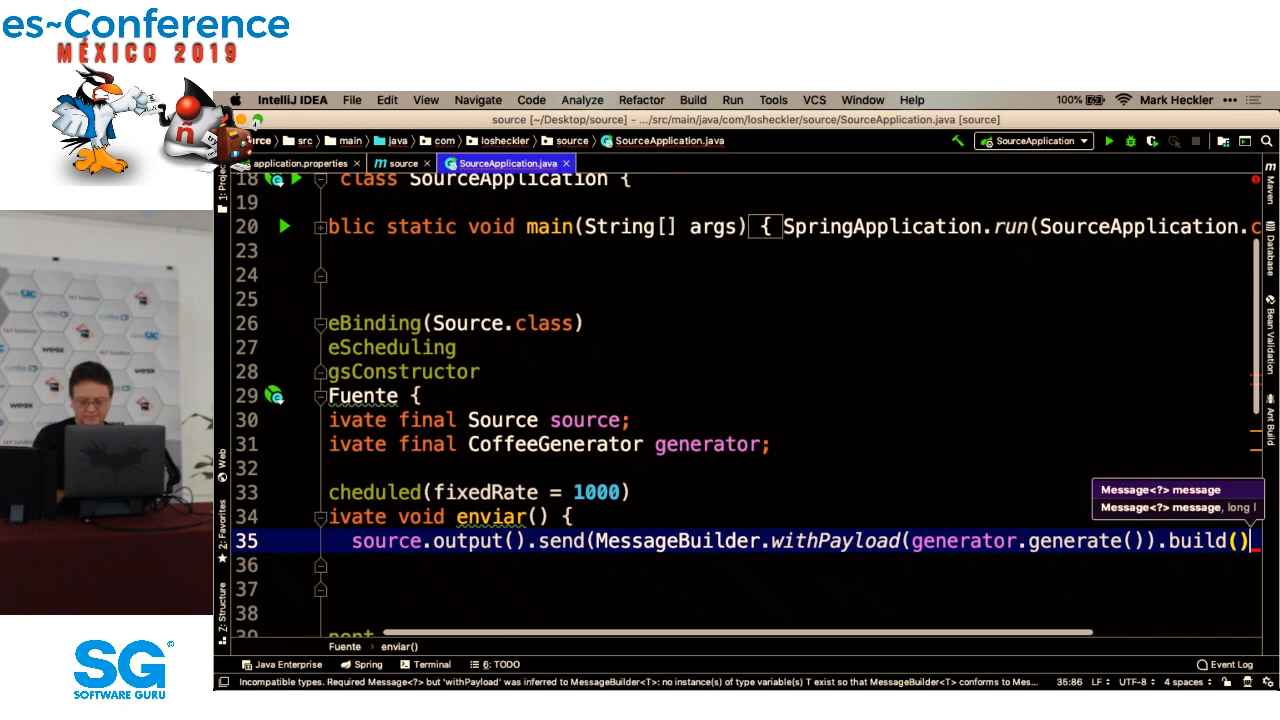 es~Conference
MÉXICO 2019
IntelliJ IDEA File Edit View Navigate Code Analyze Refactor Build Run Tools VCS Window Help 100% Mark Heckler
source [~/Desktop/source] - .../src/main/java/com/losheckler/source/SourceApplication.java [source]
src main java com losheckler source SourceApplication.java SourceApplication
application.properties source SourceApplication.java
18 class SourceApplication {
19
20 blic static void main(String[] args) { SpringApplication.run(SourceApplication.c
23
24
25
26 eBinding(Source.class)
27 eScheduling
28 gsConstructor
29 Fuente {
30 ivate final Source source;
31 ivate final CoffeeGenerator generator;
32
33 cheduled(fixedRate = 1000)
34 ivate void enviar() {
35 source.output().send(MessageBuilder.withPayload(generator.generate()).build()
36
37
38
39 nent
Message<?> message
Message<?> message, long l
Fuente enviar()
Java Enterprise Spring Terminal 6: TODO Event Log
Incompatible types. Required Message<?> but 'withPayload' was inferred to MessageBuilder<T>: no instance(s) of type variable(s) T exist so that MessageBuilder<T> conforms to Mes... 35:86 LF UTF-8 4 spaces
1: Projec
Web
2: Favorites
Z: Structure
m Maven
Database
Bean Validation
Ant Build
ñ
weex
SG
SOFTWARE GURU